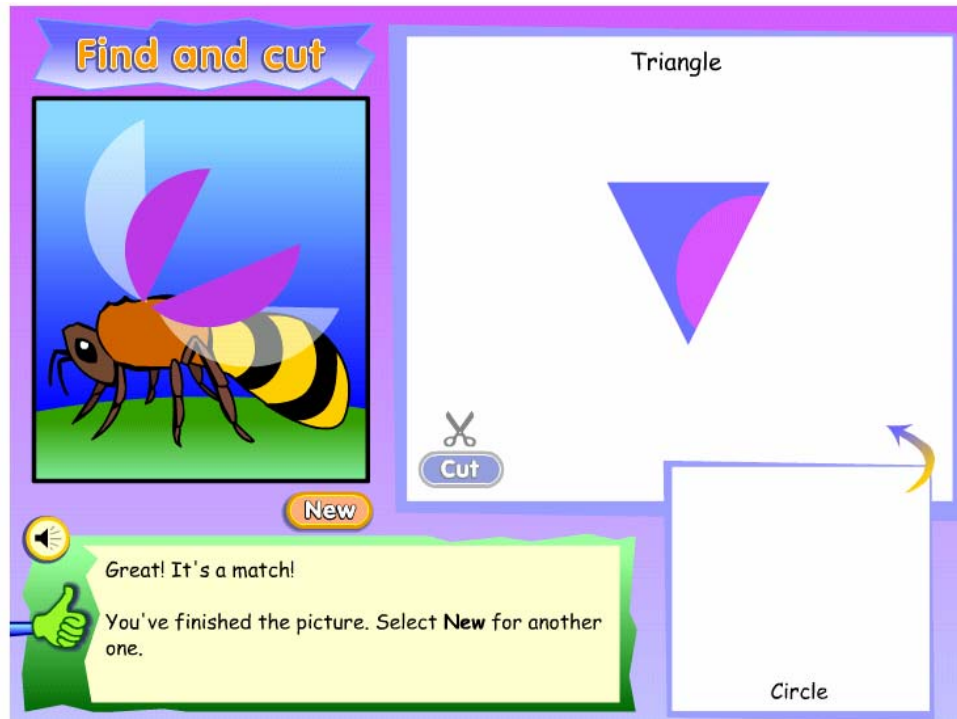 Find and cut
Triangle
Cut
New
Great! It's a match!
You've finished the picture. Select New for another
one.
Circle